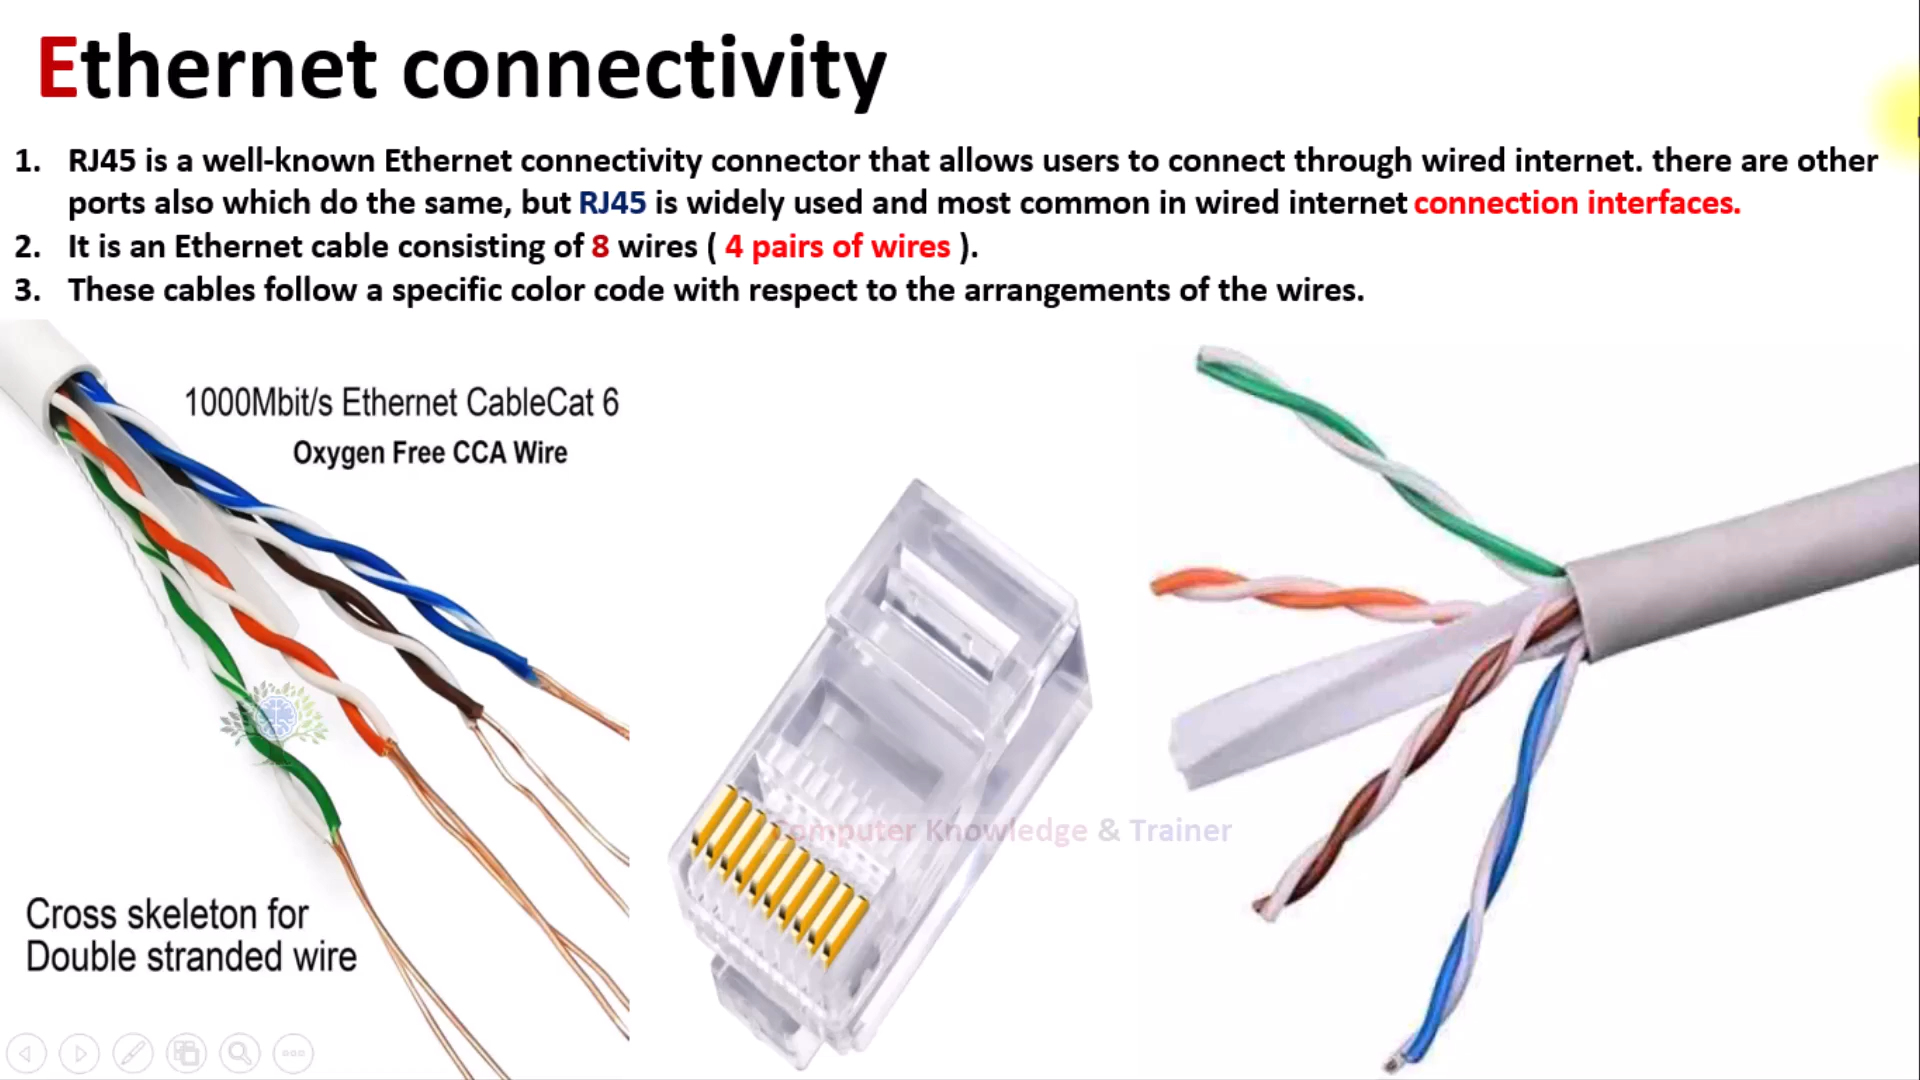 Ethernet connectivity
1. RJ45 is a well-known Ethernet connectivity connector that allows users to connect through wired internet. there are other
ports also which do the same, but RJ45 is widely used and most common in wired internet connection interfaces.
2. It is an Ethernet cable consisting of 8 wires ( 4 pairs of wires ).
3. These cables follow a specific color code with respect to the arrangements of the wires.
1000Mbit/s Ethernet CableCat 6
Oxygen Free CCA Wire
Computer Knowledge & Trainer
Cross skeleton for
Double stranded wire